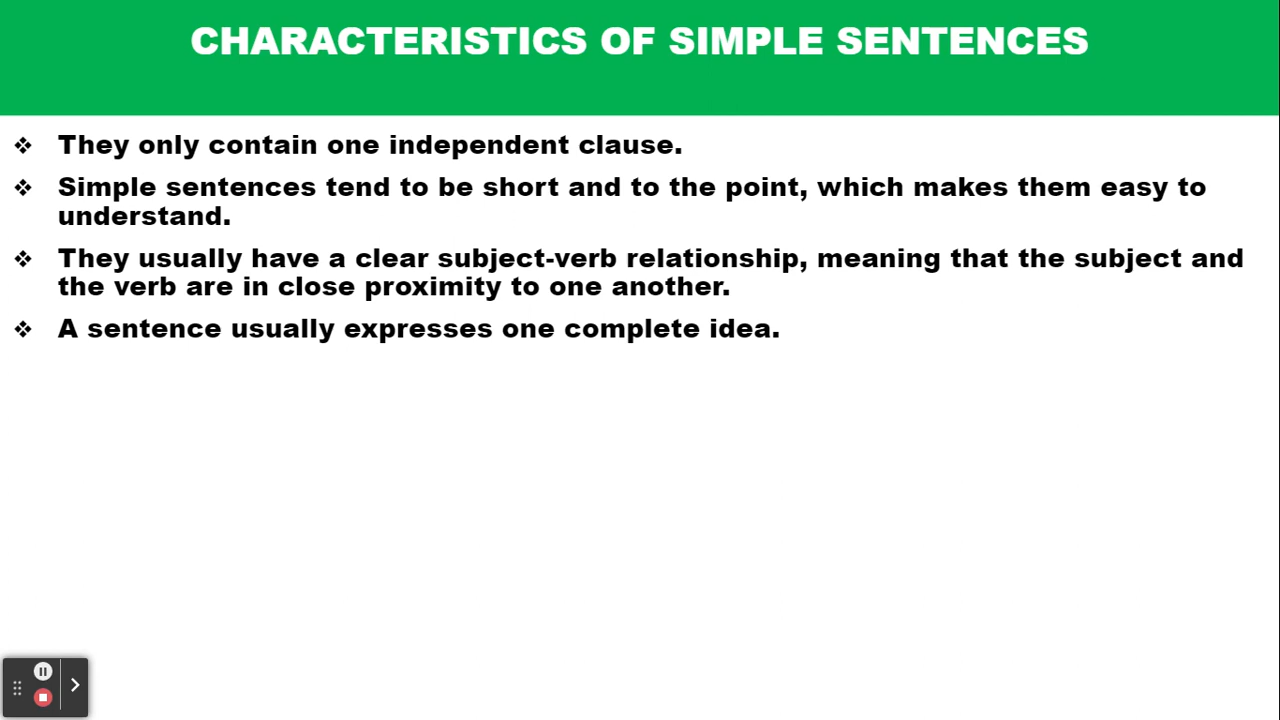 CHARACTERISTICS OF SIMPLE SENTENCES
❖ They only contain one independent clause.
❖ Simple sentences tend to be short and to the point, which makes them easy to
understand.
❖ They usually have a clear subject-verb relationship, meaning that the subject and
the verb are in close proximity to one another.
❖ A sentence usually expresses one complete idea.